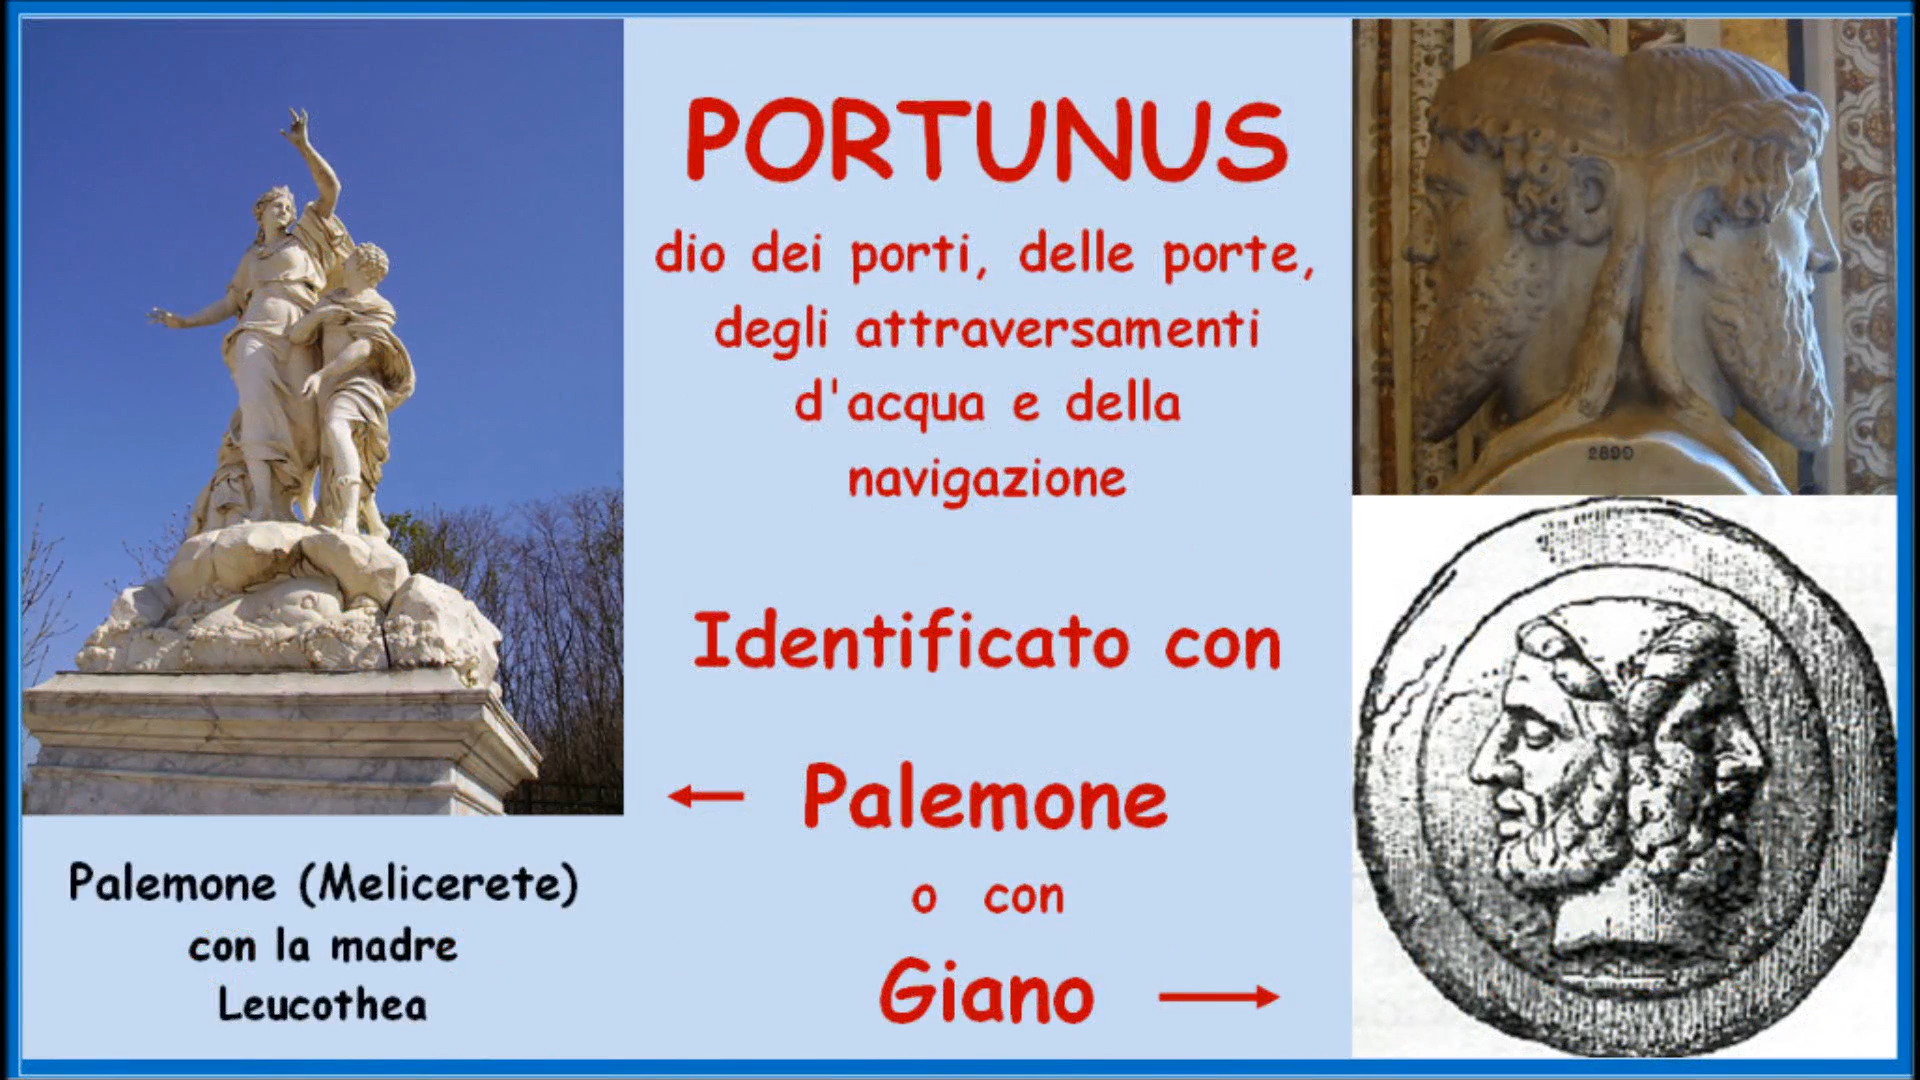 PORTUNUS
dio dei porti, delle porte,
degli attraversamenti
d'acqua e della
navigazione
Identificato con
Palemone
o con
Giano
Palemone (Melicerete)
con la madre
Leucothea
2899